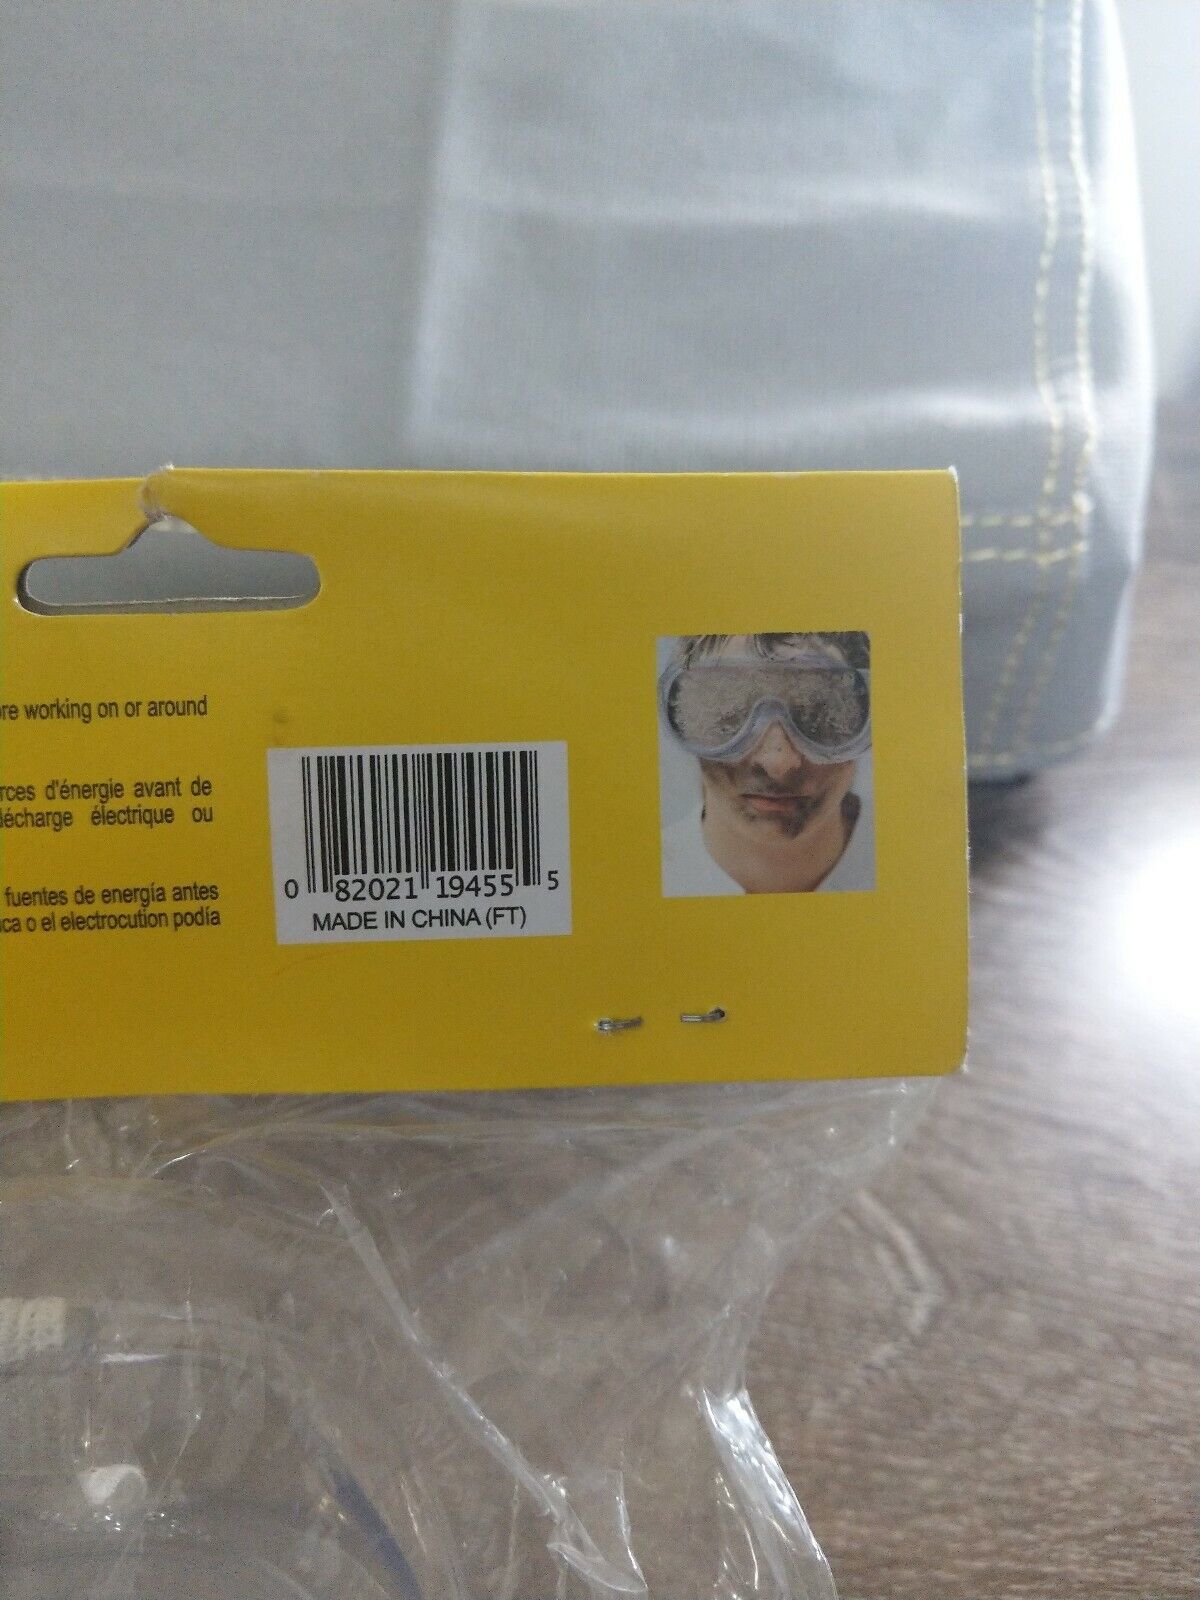 re working on or around
rces d'énergie avant de
décharge électrique ou
fuentes de energía antes
ca o el electrocution podía
0 82021 19455 5
MADE IN CHINA (FT)